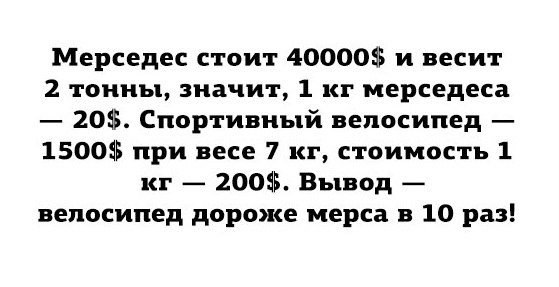 Мерседес стоит 40000$ и весит
2 тонны, значит, 1 кг мерседеса
— 20$. Спортивный велосипед —
1500$ при весе 7 кг, стоимость 1
кг — 200$. Вывод —
велосипед дороже мерса в 10 раз!